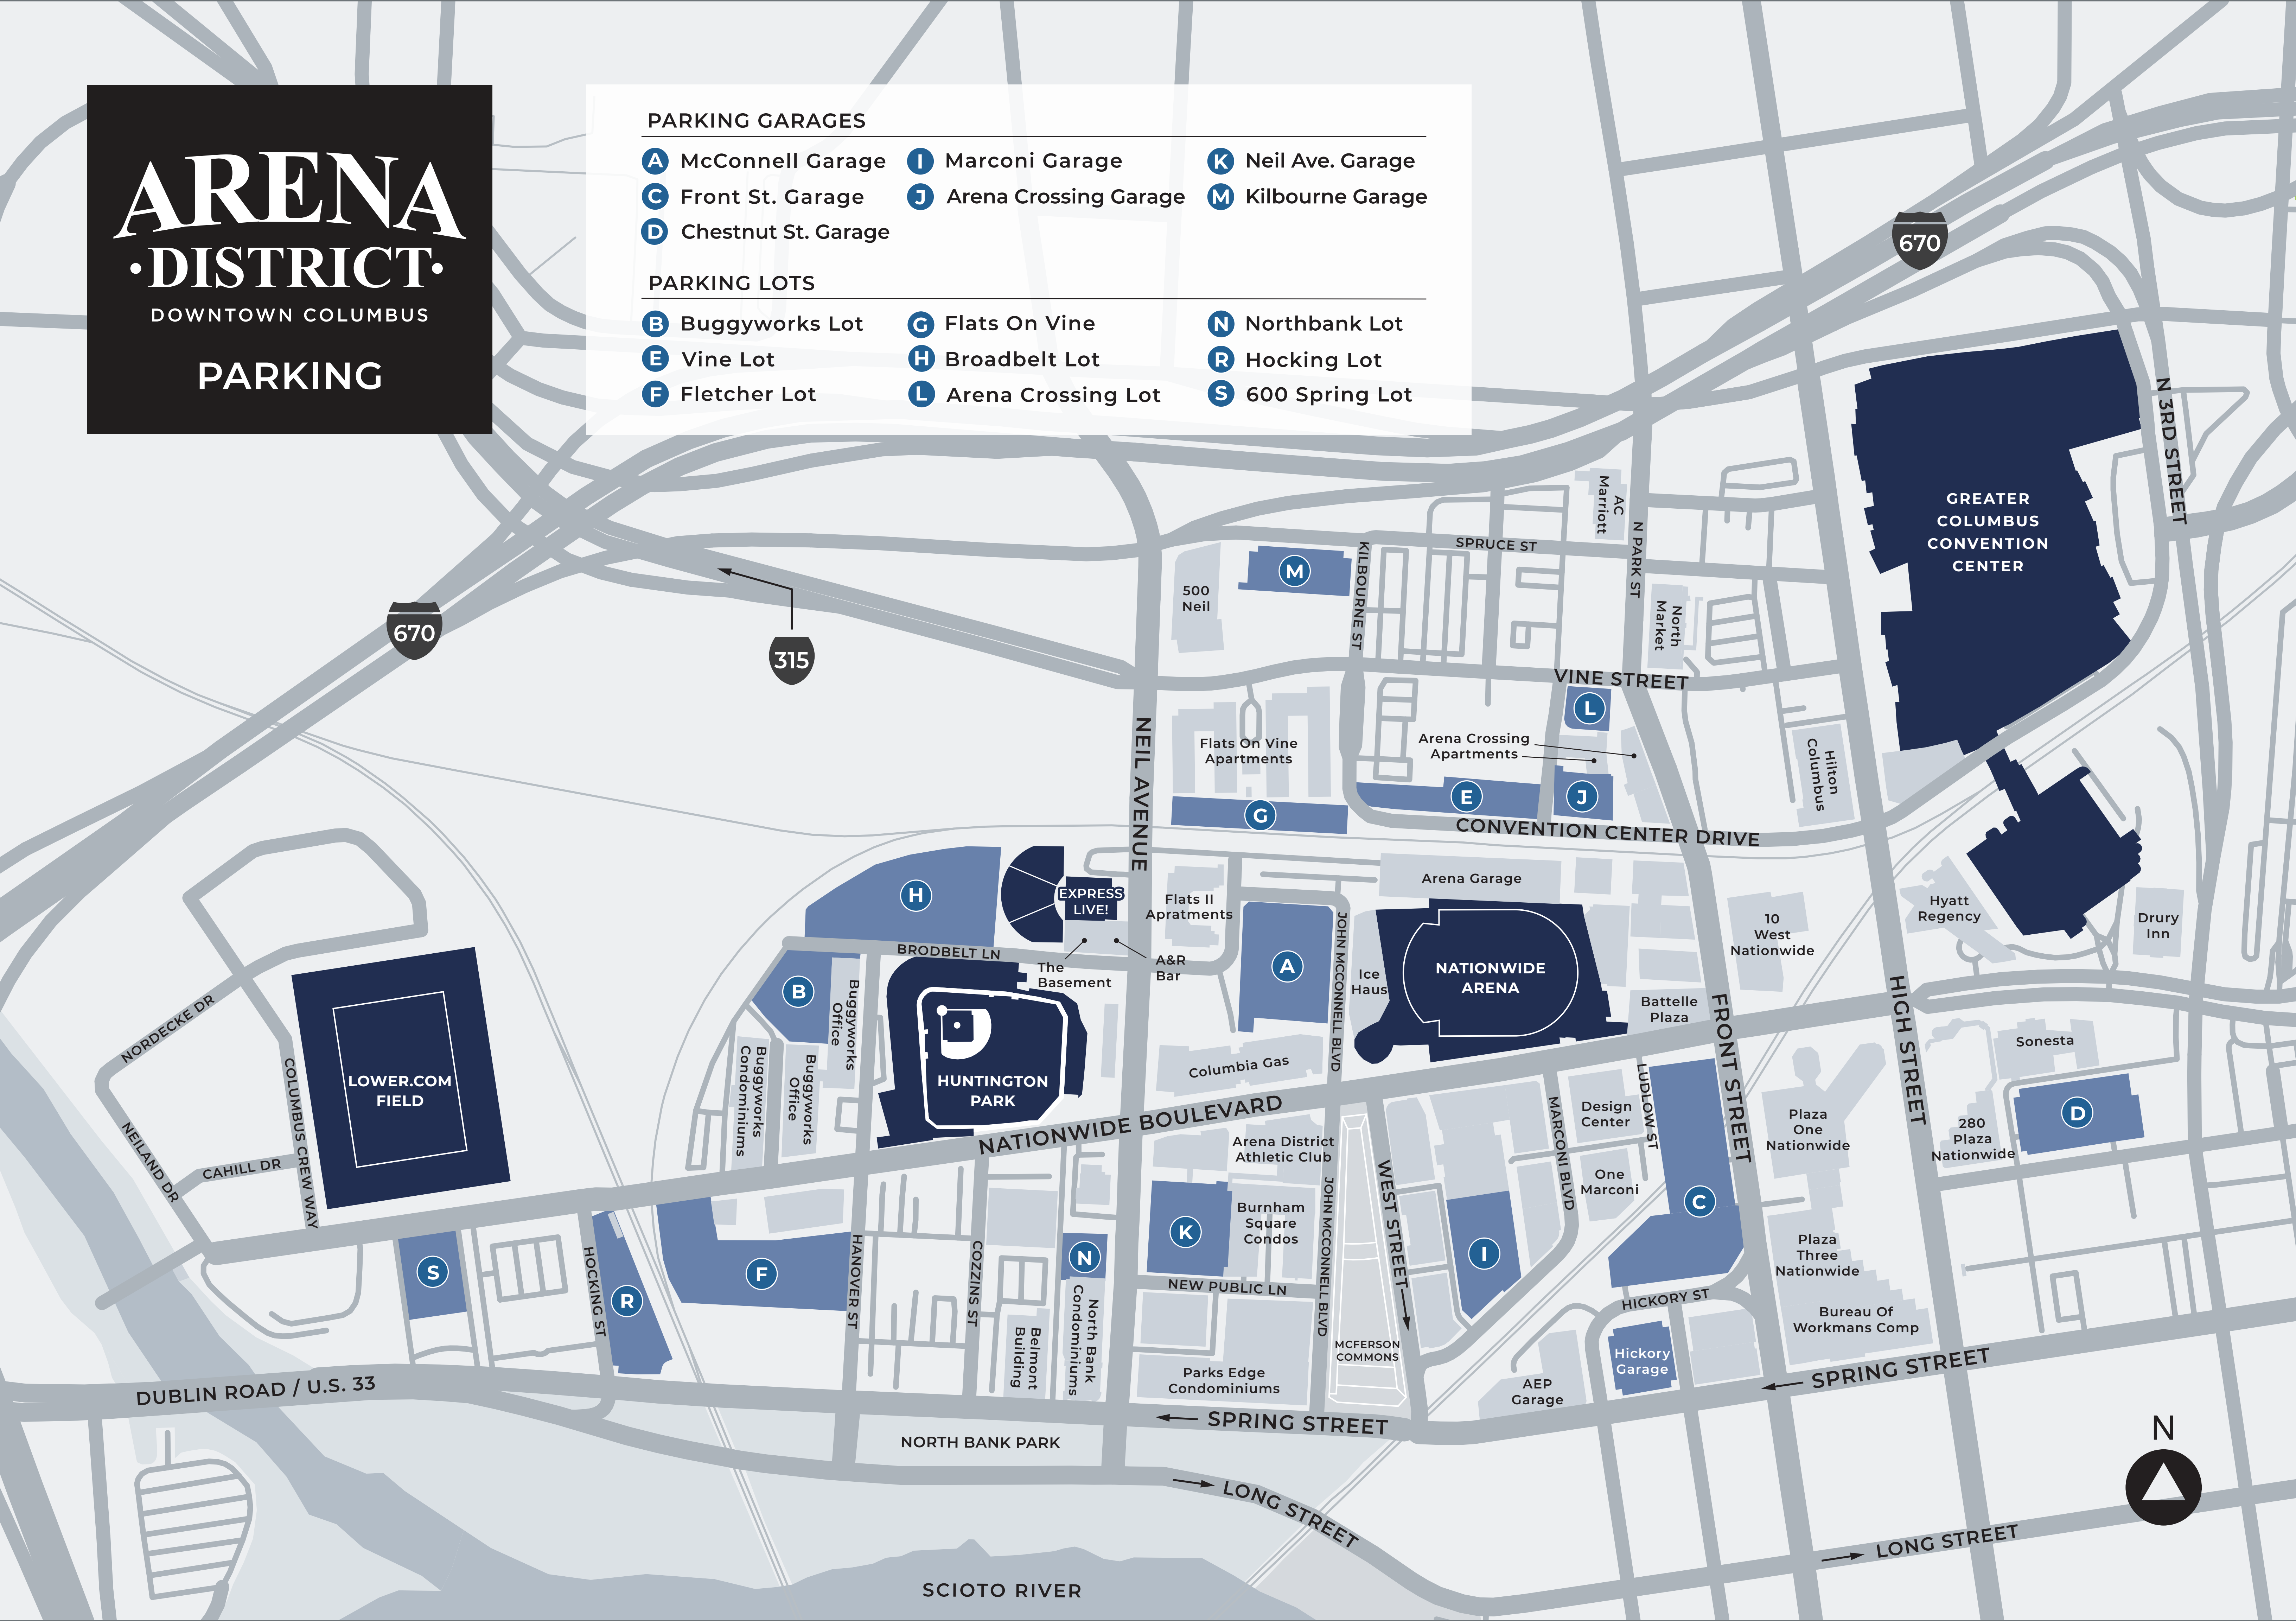 ARENA
•DISTRICT•
DOWNTOWN COLUMBUS
PARKING
PARKING GARAGES
A McConnell Garage
C Front St. Garage
D Chestnut St. Garage
I Marconi Garage
J Arena Crossing Garage
K Neil Ave. Garage
M Kilbourne Garage
PARKING LOTS
B Buggyworks Lot
E Vine Lot
F Fletcher Lot
G Flats On Vine
H Broadbelt Lot
L Arena Crossing Lot
N Northbank Lot
R Hocking Lot
S 600 Spring Lot
670
N 3RD STREET
GREATER
COLUMBUS
CONVENTION
CENTER
AC
Marriott
N PARK ST
SPRUCE ST
KILBOURNE ST
M
500
Neil
North
Market
670
315
VINE STREET
L
Arena Crossing
Apartments
Flats On Vine
Apartments
NEIL AVENUE
Hilton
Columbus
E
J
G
CONVENTION CENTER DRIVE
Arena Garage
H
EXPRESS
LIVE!
Flats II
Apratments
BRODBELT LN
The
Basement
A&R
Bar
A
JOHN MCCONNELL BLVD
Ice
Haus
NATIONWIDE
ARENA
10
West
Nationwide
Hyatt
Regency
Drury
Inn
Battelle
Plaza
FRONT STREET
HIGH STREET
B
Buggyworks
Office
Buggyworks
Office
Buggyworks
Condominiums
HUNTINGTON
PARK
Columbia Gas
NORDECKE DR
COLUMBUS CREW WAY
LOWER.COM
FIELD
NEILAND DR
CAHILL DR
NATIONWIDE BOULEVARD
Sonesta
D
280
Plaza
Nationwide
Plaza
One
Nationwide
LUDLOW ST
Design
Center
MARCONI BLVD
One
Marconi
C
Arena District
Athletic Club
WEST STREET
K
Burnham
Square
Condos
JOHN MCCONNELL BLVD
I
N
S
HOCKING ST
R
F
HANOVER ST
COZZINS ST
NEW PUBLIC LN
North Bank
Condominiums
Belmont
Building
Parks Edge
Condominiums
MCFERSON
COMMONS
Plaza
Three
Nationwide
HICKORY ST
Hickory
Garage
Bureau Of
Workmans Comp
AEP
Garage
SPRING STREET
DUBLIN ROAD / U.S. 33
SPRING STREET
NORTH BANK PARK
LONG STREET
N
LONG STREET
SCIOTO RIVER